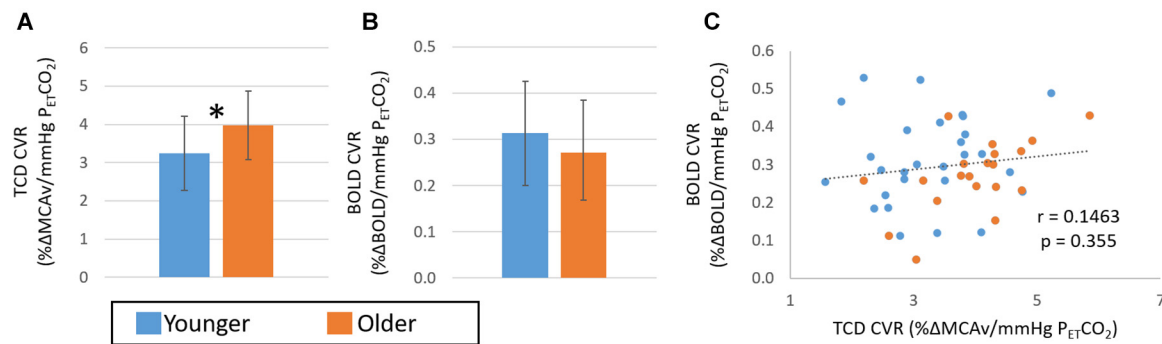 A
TCD CVR
(%ΔMCAv/mmHg PETCO2)
6
5
4
3
2
1
0
*
B
BOLD CVR
(%ΔBOLD/mmHg PETCO2)
0.5
0.4
0.3
0.2
0.1
0.0
Younger Older
C
BOLD CVR
(%ΔBOLD/mmHg PETCO2)
0.6
0.5
0.4
0.3
0.2
0.1
0.0
r = 0.1463
p = 0.355
1 3 5 7
TCD CVR (%ΔMCAv/mmHg PETCO2)